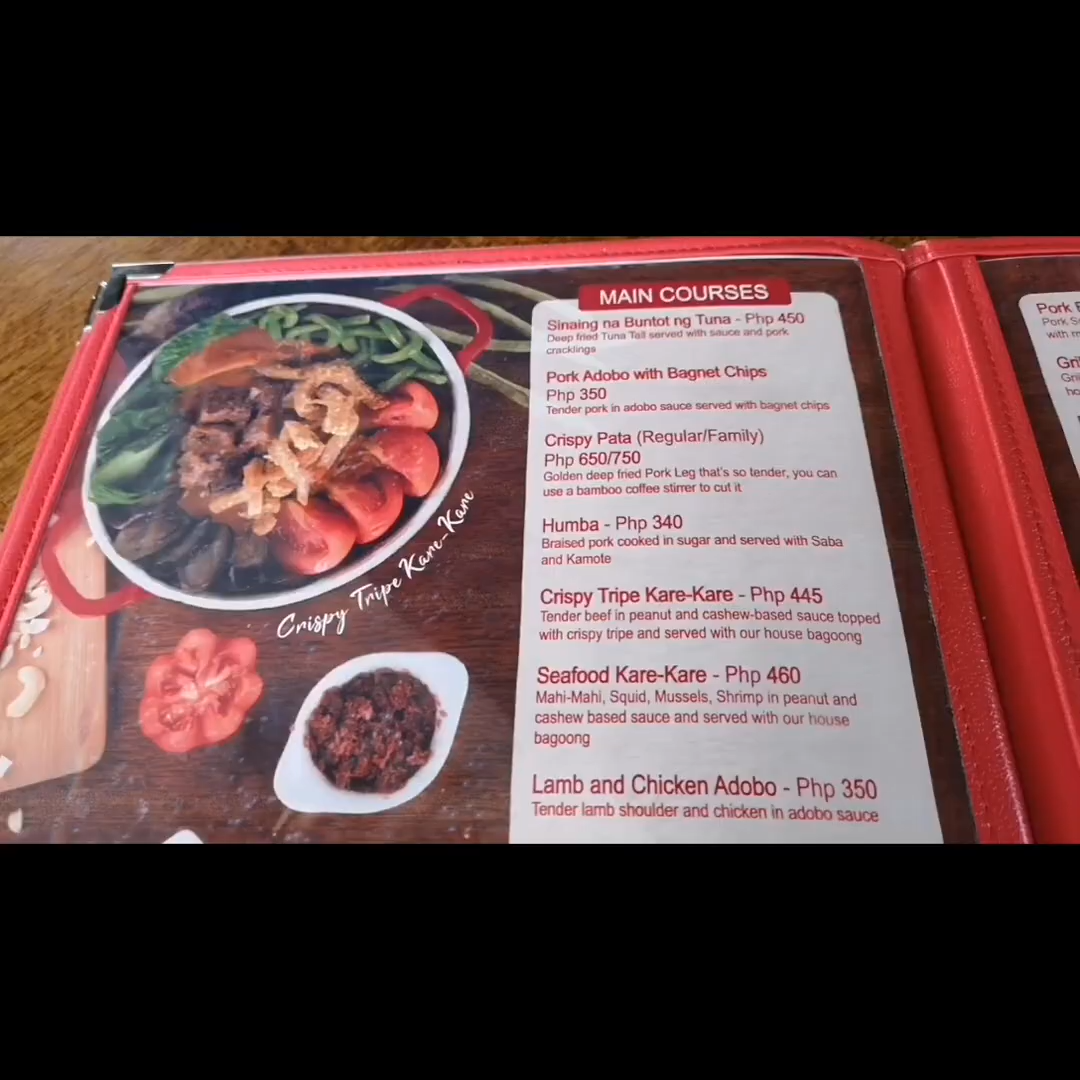 MAIN COURSES
Sinaing na Buntot ng Tuna - Php 450
Deep fried Tuna Tail served with sauce and pork
cracklings
Pork Adobo with Bagnet Chips
Php 350
Tender pork in adobo sauce served with bagnet chips
Crispy Pata (Regular/Family)
Php 650/750
Golden deep fried Pork Leg that's so tender, you can
use a bamboo coffee stirrer to cut it
Humba - Php 340
Braised pork cooked in sugar and served with Saba
and Kamote
Crispy Tripe Kare-Kare - Php 445
Tender beef in peanut and cashew-based sauce topped
with crispy tripe and served with our house bagoong
Seafood Kare-Kare - Php 460
Mahi-Mahi, Squid, Mussels, Shrimp in peanut and
cashew based sauce and served with our house
bagoong
Lamb and Chicken Adobo - Php 350
Tender lamb shoulder and chicken in adobo sauce
Crispy Tripe Kare-Kare
Pork
Pork
with